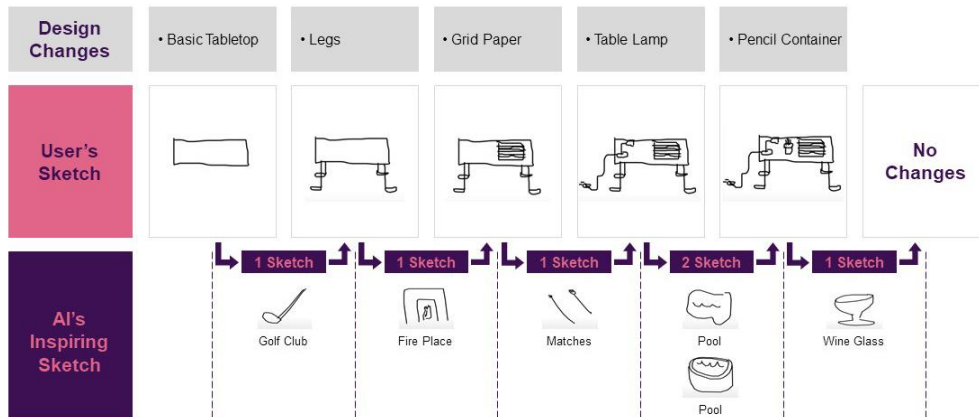 Design
Changes
• Basic Tabletop
• Legs
• Grid Paper
• Table Lamp
• Pencil Container
User's
Sketch
No
Changes
1 Sketch
1 Sketch
1 Sketch
2 Sketch
1 Sketch
AI's
Inspiring
Sketch
Golf Club
Fire Place
Matches
Pool
Wine Glass
Pool